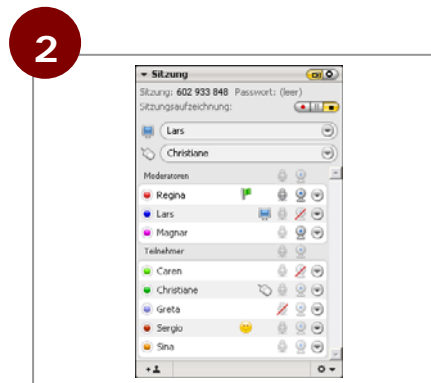 2
Sitzung
Sitzung: 602 933 848 Passwort: (leer)
Sitzungsaufzeichnung:
Lars
Christiane
Moderatoren
Regina
Lars
Magnar
Teilnehmer
Caren
Christiane
Greta
Sergio
Sina